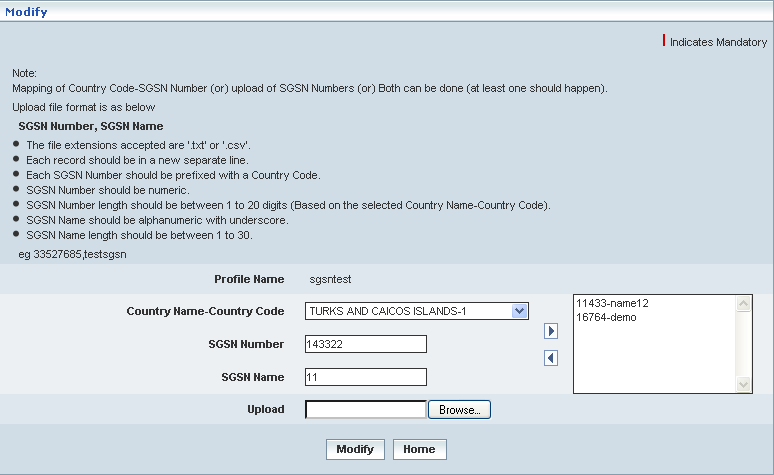 Modify
Indicates Mandatory
Note:
Mapping of Country Code-SGSN Number (or) upload of SGSN Numbers (or) Both can be done (at least one should happen).
Upload file format is as below
SGSN Number, SGSN Name
The file extensions accepted are '.txt' or '.csv'.
Each record should be in a new separate line.
Each SGSN Number should be prefixed with a Country Code.
SGSN Number should be numeric.
SGSN Number length should be between 1 to 20 digits (Based on the selected Country Name-Country Code).
SGSN Name should be alphanumeric with underscore.
SGSN Name length should be between 1 to 30.
eg 33527685,testsgsn
Profile Name sgsntest
Country Name-Country Code TURKS AND CAICOS ISLANDS-1
11433-name12
16764-demo
SGSN Number 143322
SGSN Name 11
Upload Browse...
Modify Home